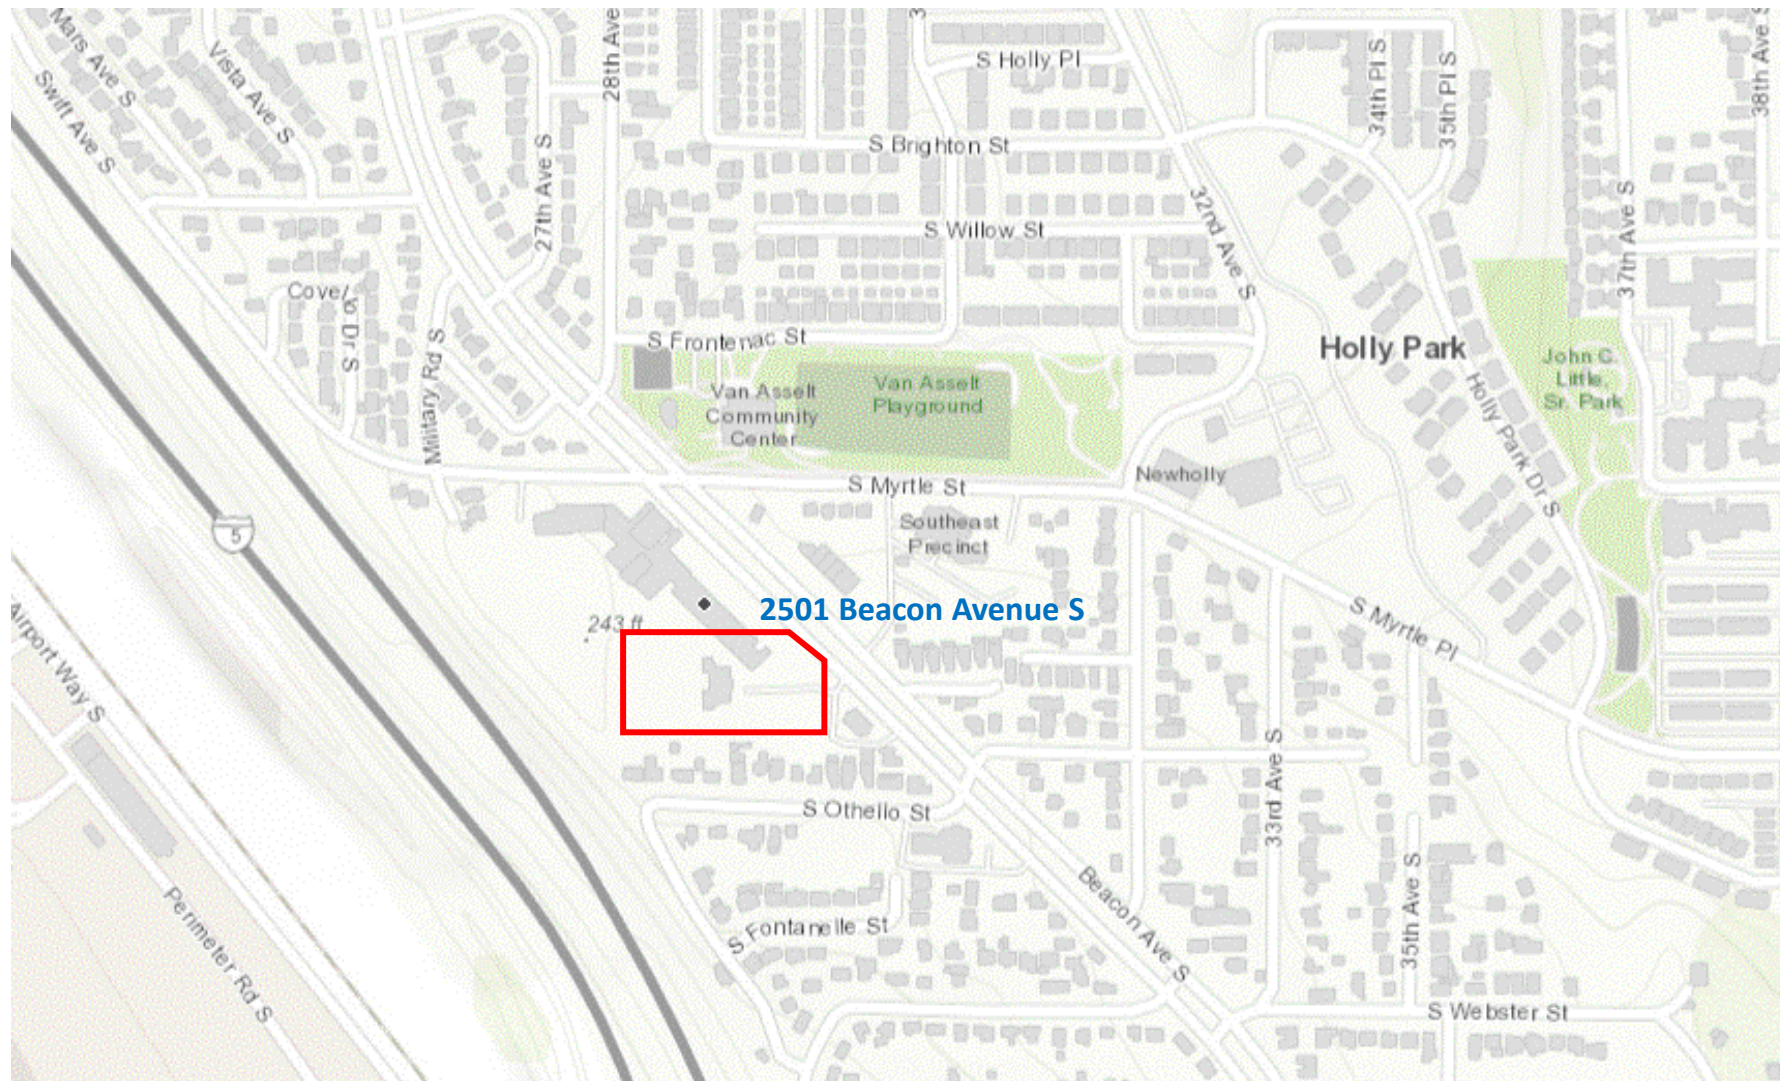 Mars Ave S
Vista Ave S
Swift Ave S
28th Ave
S Holly Pl
34th Pl S
35th Pl S
38th Ave S
27th Ave S
S Brighton St
32nd Ave S
37th Ave S
S Willow St
Dr S
Military Rd S
S Frontenac St
Holly Park
John C.
Little,
Sr. Park
Van Asselt
Community
Center
Van Asselt
Playground
Holly Park Dr S
S Myrtle St
Newholly
5
Southeast
Precinct
2501 Beacon Avenue S
243 ft
S Myrtle Pl
Airport Way S
33rd Ave S
S Othello St
Beacon Ave S
35th Ave S
Perimeter Rd S
S Fontanelle St
S Webster St